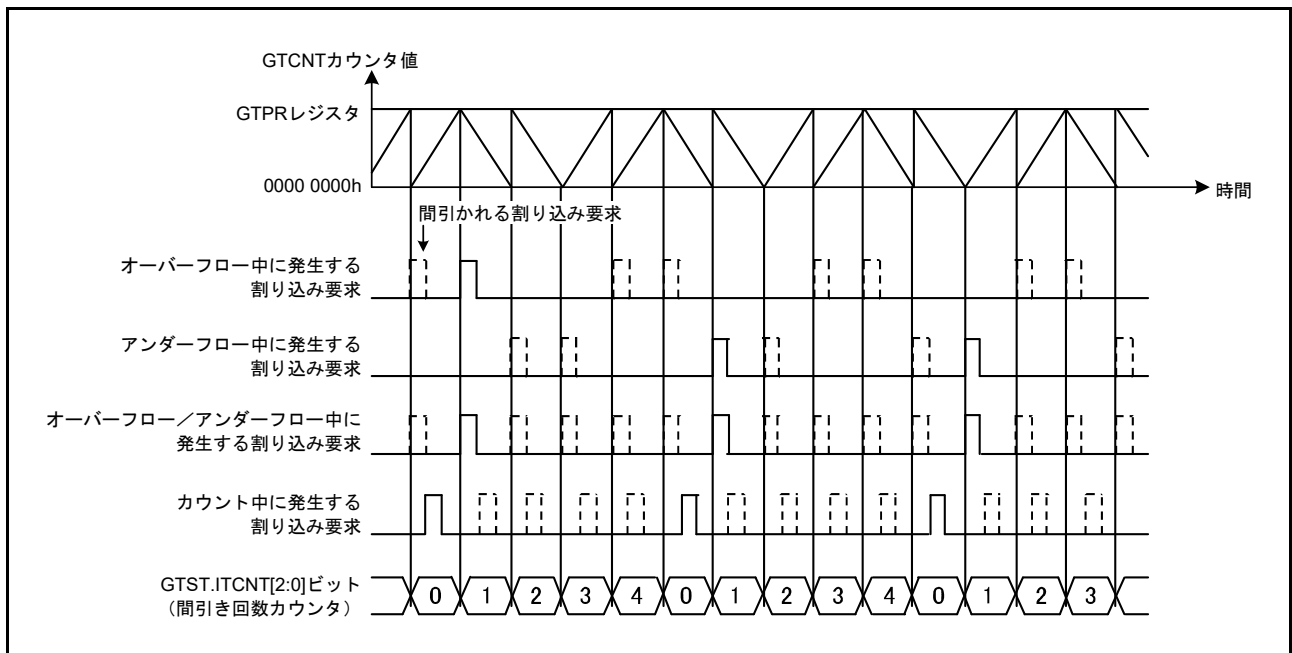 GTCNTカウンタ値
GTPRレジスタ
0000 0000h
時間
間引かれる割り込み要求
オーバーフロー中に発生する
割り込み要求
アンダーフロー中に発生する
割り込み要求
オーバーフロー／アンダーフロー中に
発生する割り込み要求
カウント中に発生する
割り込み要求
GTST.ITCNT[2:0]ビット
（間引き回数カウンタ）
0 1 2 3 4 0 1 2 3 4 0 1 2 3